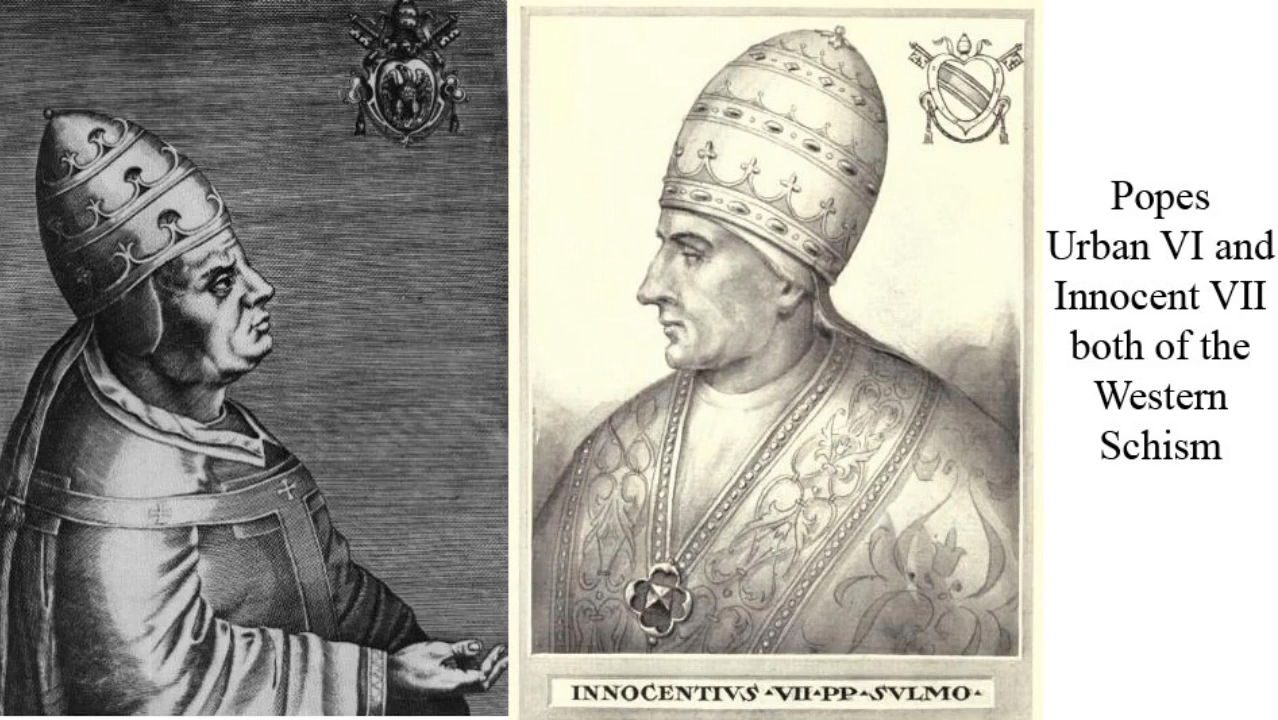 Popes
Urban VI and
Innocent VII
both of the
Western
Schism
INNOCENTIVS ▴VII▴PP▴SVLMO▴